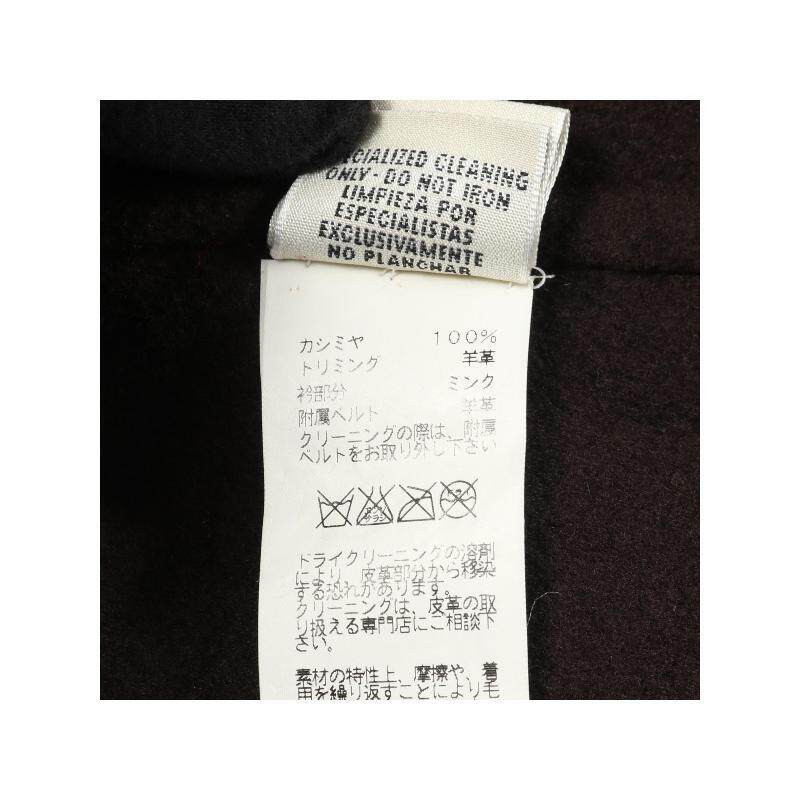 SPECIALIZED CLEANING
ONLY - DO NOT IRON
LIMPIEZA POR
ESPECIALISTAS
EXCLUSIVAMENTE
NO PLANCHAR
カシミヤ 100%
トリミング 羊革
衿部分 ミンク
附属ベルト 羊革
クリーニングの際は、附属
ベルトをお取り外し下さい
ドライクリーニングの溶剤
により、皮革部分から移染
する恐れがあります。
クリーニングは、皮革の取
り扱える専門店にご相談下
さい。
素材の特性上、摩擦や、着
用を繰り返すことにより毛